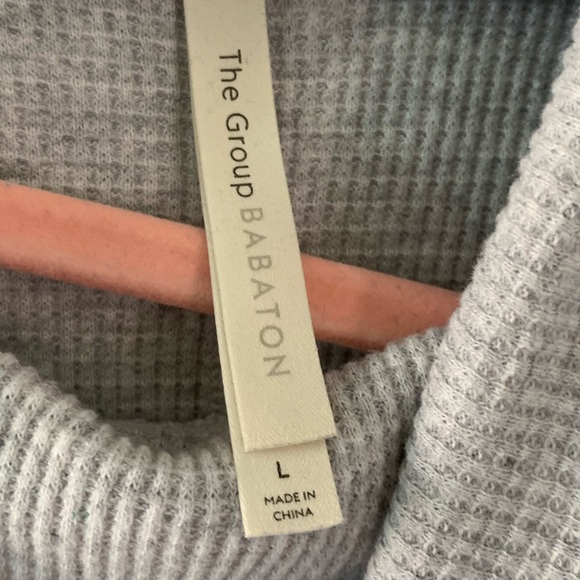 The Group BABATON
L
MADE IN
CHINA